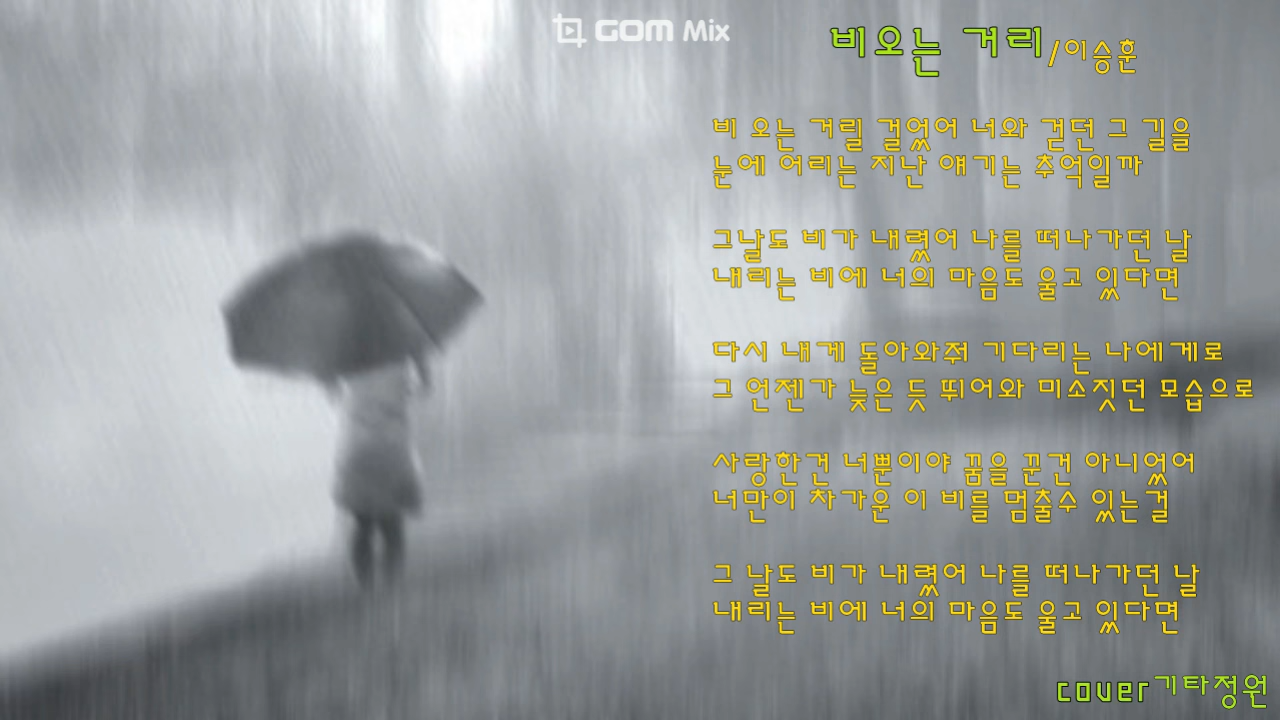 GOM Mix
비오는 거리/이승훈
비 오는 거릴 걸었어 너와 걷던 그 길을
눈에 어리는 지난 얘기는 추억일까
그날도 비가 내렸어 나를 떠나가던 날
내리는 비에 너의 마음도 울고 있다면
다시 내게 돌아와줘 기다리는 나에게로
그 언젠가 늦은 듯 뛰어와 미소짓던 모습으로
사랑한건 너뿐이야 꿈을 꾼건 아니었어
너만이 차가운 이 비를 멈출수 있는걸
그 날도 비가 내렸어 나를 떠나가던 날
내리는 비에 너의 마음도 울고 있다면
cover기타정원